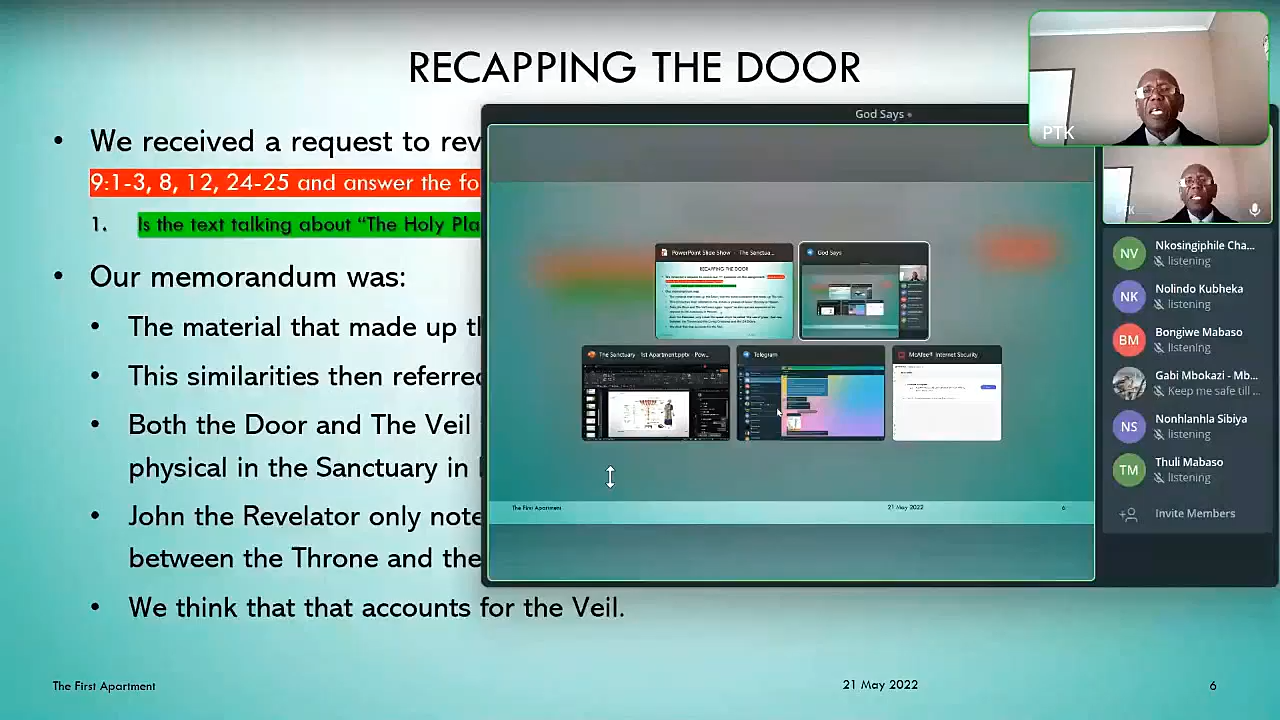 RECAPPING THE DOOR
• We received a request to rev
9:1-3, 8, 12, 24-25 and answer the fo
1. Is the text talking about “The Holy Pla
• Our memorandum was:
• The material that made up th
• This similarities then referred
• Both the Door and The Veil
physical in the Sanctuary in
• John the Revelator only note
between the Throne and the
• We think that that accounts for the Veil.
The First Apartment
21 May 2022
6
God Says
PowerPoint Slide Show - The Sanctua...
RECAPPING THE DOOR
God Says
The Sanctuary - 1st Apartment.pptx - Pow...
Telegram
McAfee® Internet Security
The First Apartment
21 May 2022
6
PTK
PTK
NV
Nkosingiphile Cha...
listening
NK
Nolindo Kubheka
listening
BM
Bongiwe Mabaso
listening
Gabi Mbokazi - Mb...
Keep me safe till ...
NS
Nonhlanhla Sibiya
listening
TM
Thuli Mabaso
listening
Invite Members